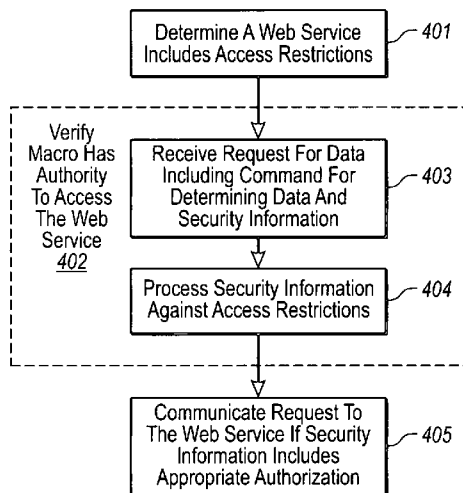 Determine A Web Service
Includes Access Restrictions
401
Verify
Macro Has
Authority
To Access
The Web
Service
402
Receive Request For Data
Including Command For
Determining Data And
Security Information
403
Process Security Information
Against Access Restrictions
404
Communicate Request To
The Web Service If Security
Information Includes
Appropriate Authorization
405